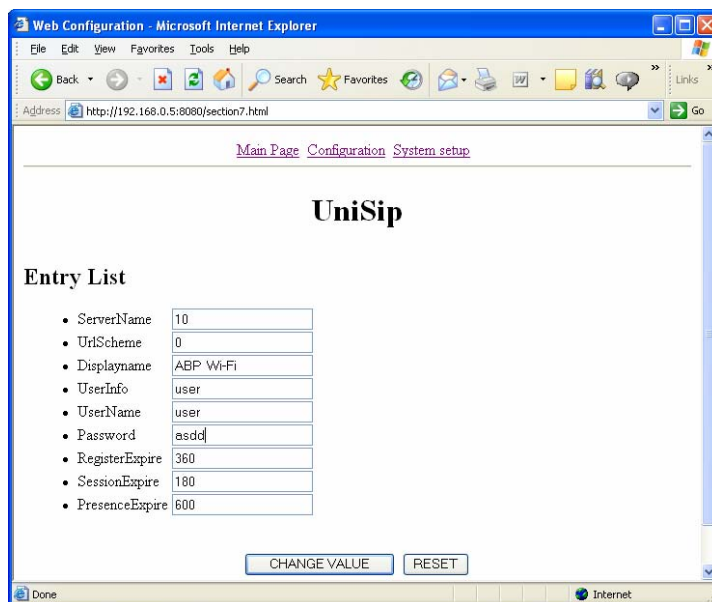 Web Configuration - Microsoft Internet Explorer
File Edit View Favorites Tools Help
Back Search Favorites W » Links »
Address http://192.168.0.5:8080/section7.html Go
Main Page Configuration System setup
UniSip
Entry List
ServerName 10
UrlScheme 0
Displayname ABP Wi-Fi
UserInfo user
UserName user
Password asdd
RegisterExpire 360
SessionExpire 180
PresenceExpire 600
CHANGE VALUE RESET
Done Internet